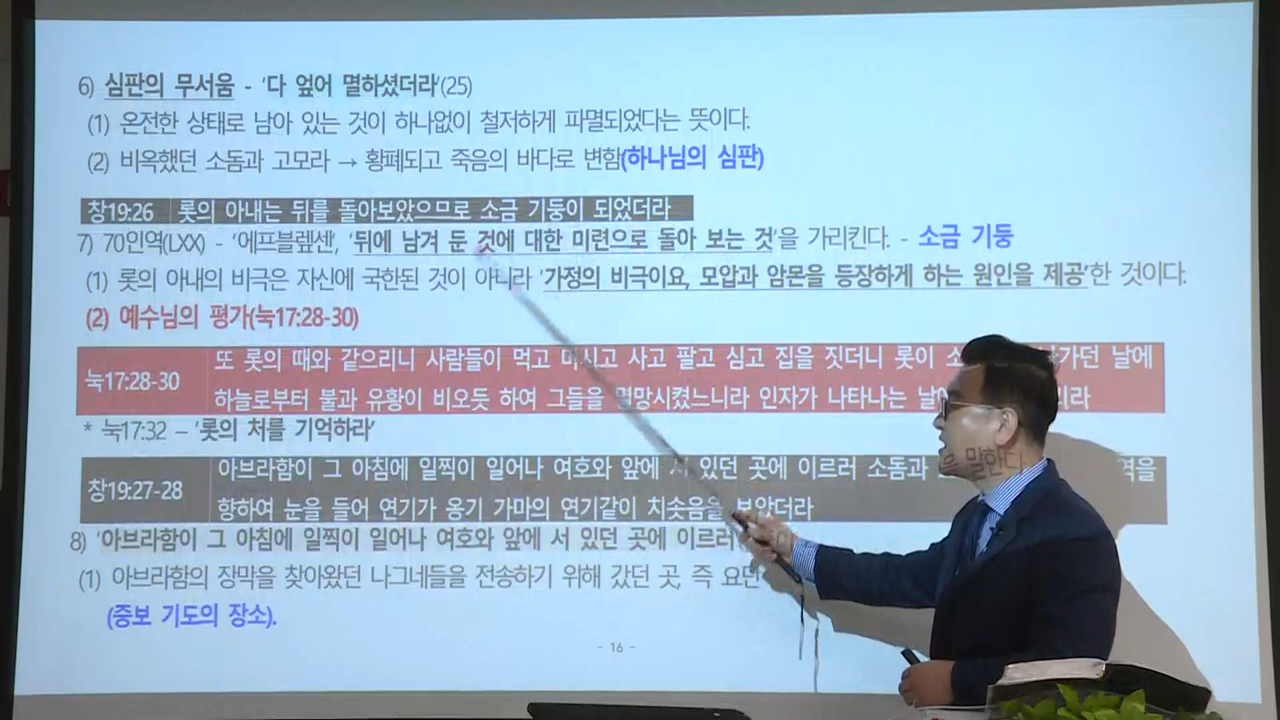 6) 심판의 무서움 - '다 엎어 멸하셨더라'(25)
(1) 온전한 상태로 남아 있는 것이 하나없이 철저하게 파멸되었다는 뜻이다.
(2) 비옥했던 소돔과 고모라 → 황폐되고 죽음의 바다로 변함(하나님의 심판)
창19:26 롯의 아내는 뒤를 돌아보았으므로 소금 기둥이 되었더라
7) 70인역(LXX) - '에프블렢센', '뒤에 남겨 둔 것에 대한 미련으로 돌아 보는 것'을 가리킨다. - 소금 기둥
(1) 롯의 아내의 비극은 자신에 국한된 것이 아니라 '가정의 비극이요, 모압과 암몬을 등장하게 하는 원인을 제공'한 것이다.
(2) 예수님의 평가(눅17:28-30)
눅17:28-30
또 롯의 때와 같으리니 사람들이 먹고 마시고 사고 팔고 심고 집을 짓더니 롯이 날에
하늘로부터 불과 유황이 비오듯 하여 그들을 멸망시켰느니라 인자가 나타나는
* 눅17:32 – '롯의 처를 기억하라'
창19:27-28
아브라함이 그 아침에 일찍이 일어나 여호와 앞에 서 있던 곳에 이르러 소돔과
향하여 눈을 들어 연기가 옹기 가마의 연기같이 치솟음을 보았더라
8) '아브라함이 그 아침에 일찍이 일어나 여호와 앞에 서 있던 곳에 이르러
말한다
(1) 아브라함의 장막을 찾아왔던 나그네들을 전송하기 위해 갔던 곳, 즉
(중보 기도의 장소).
- 16 -